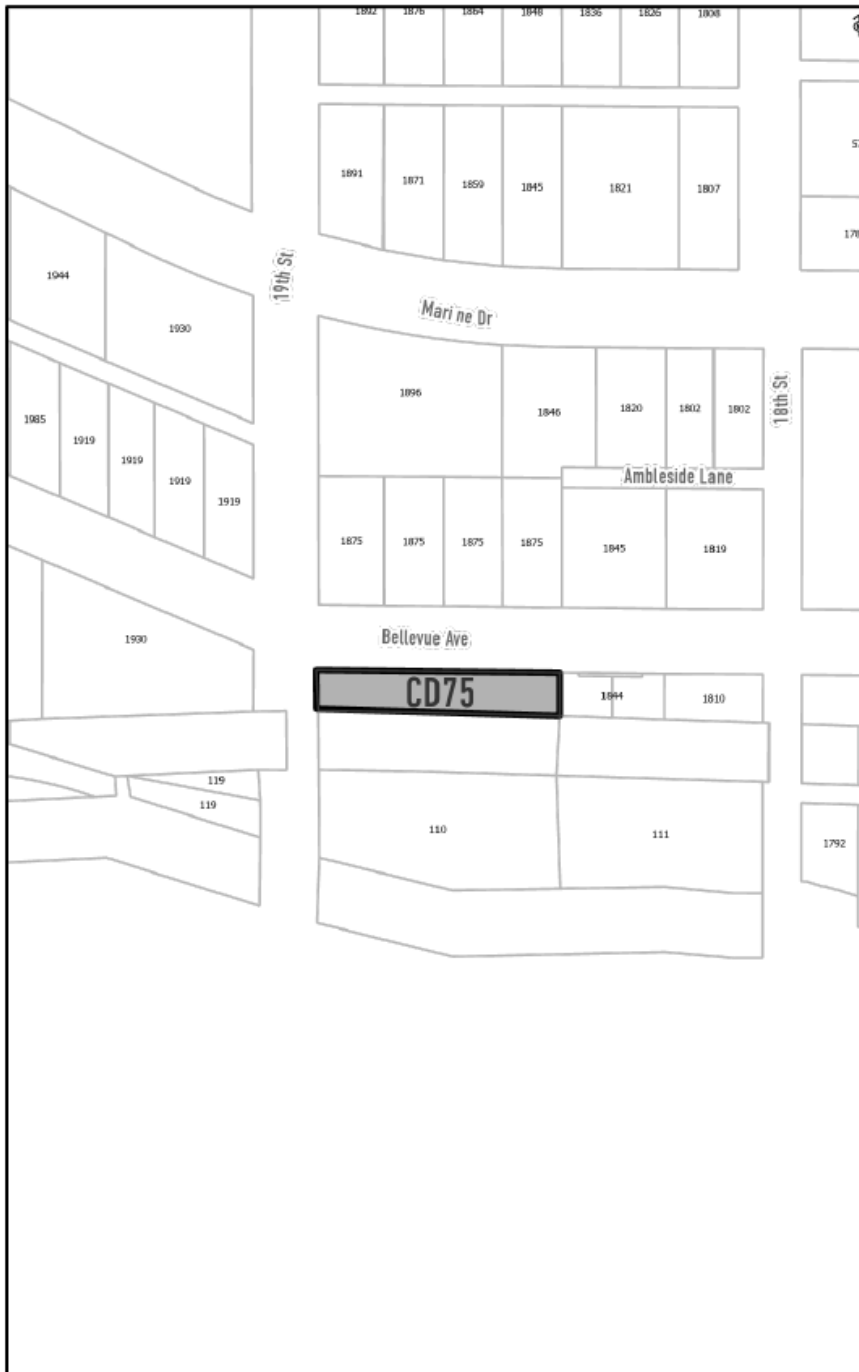 1892 1876 1864 1848 1836 1826 1808
1891 1871 1859 1845 1821 1807
19th St
1944
1930
Marine Dr
1896 1846 1820 1802 1802
18th St
1985 1919 1919 1919 1919
Ambleside Lane
1875 1875 1875 1875 1845 1819
Bellevue Ave
1930
CD75 1844 1810
119
119
110 111 1792